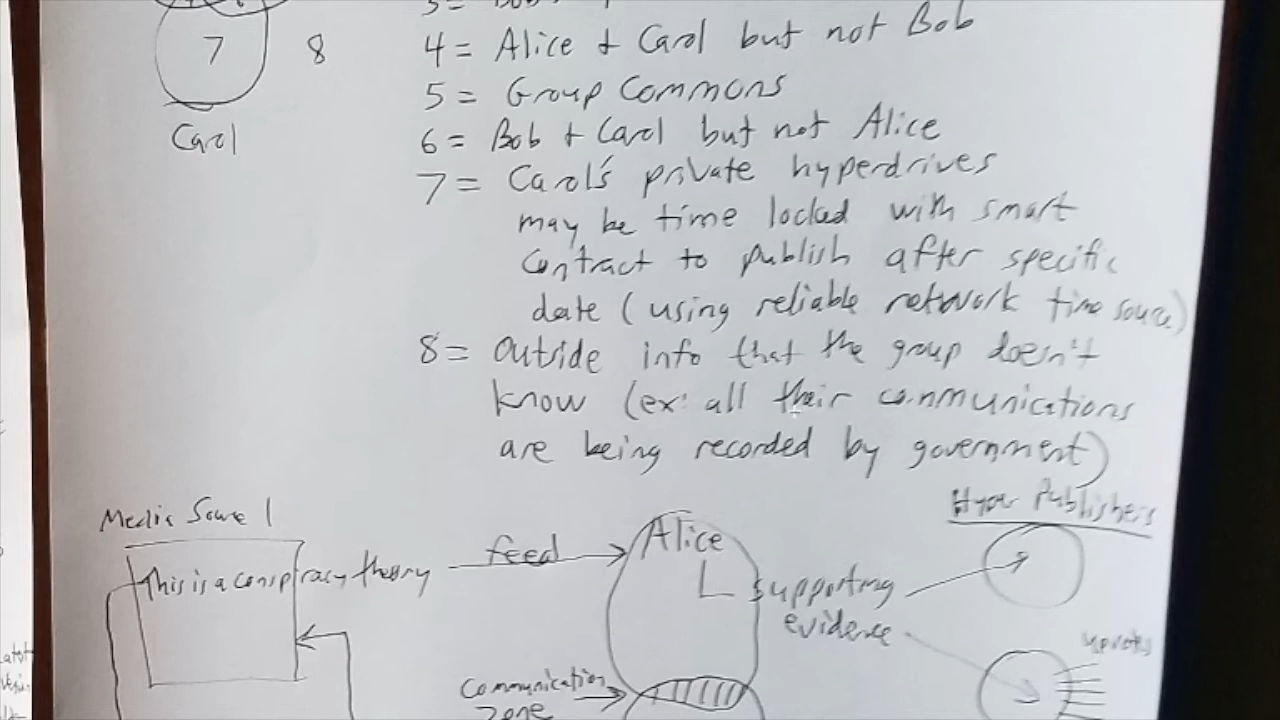 3 = Bob
7 8
4 = Alice + Carol but not Bob
5 = Group Commons
Carol
6 = Bob + Carol but not Alice
7 = Carol's private hyperdrives
may be time locked with smart
contract to publish after specific
date (using reliable network time source)
8 = Outside info that the group doesn't
know (ex: all their communications
are being recorded by government)
Media Source 1
Hyper Publishers
This is a conspiracy theory
feed
Alice
supporting
evidence
upvotes
Communication
zone